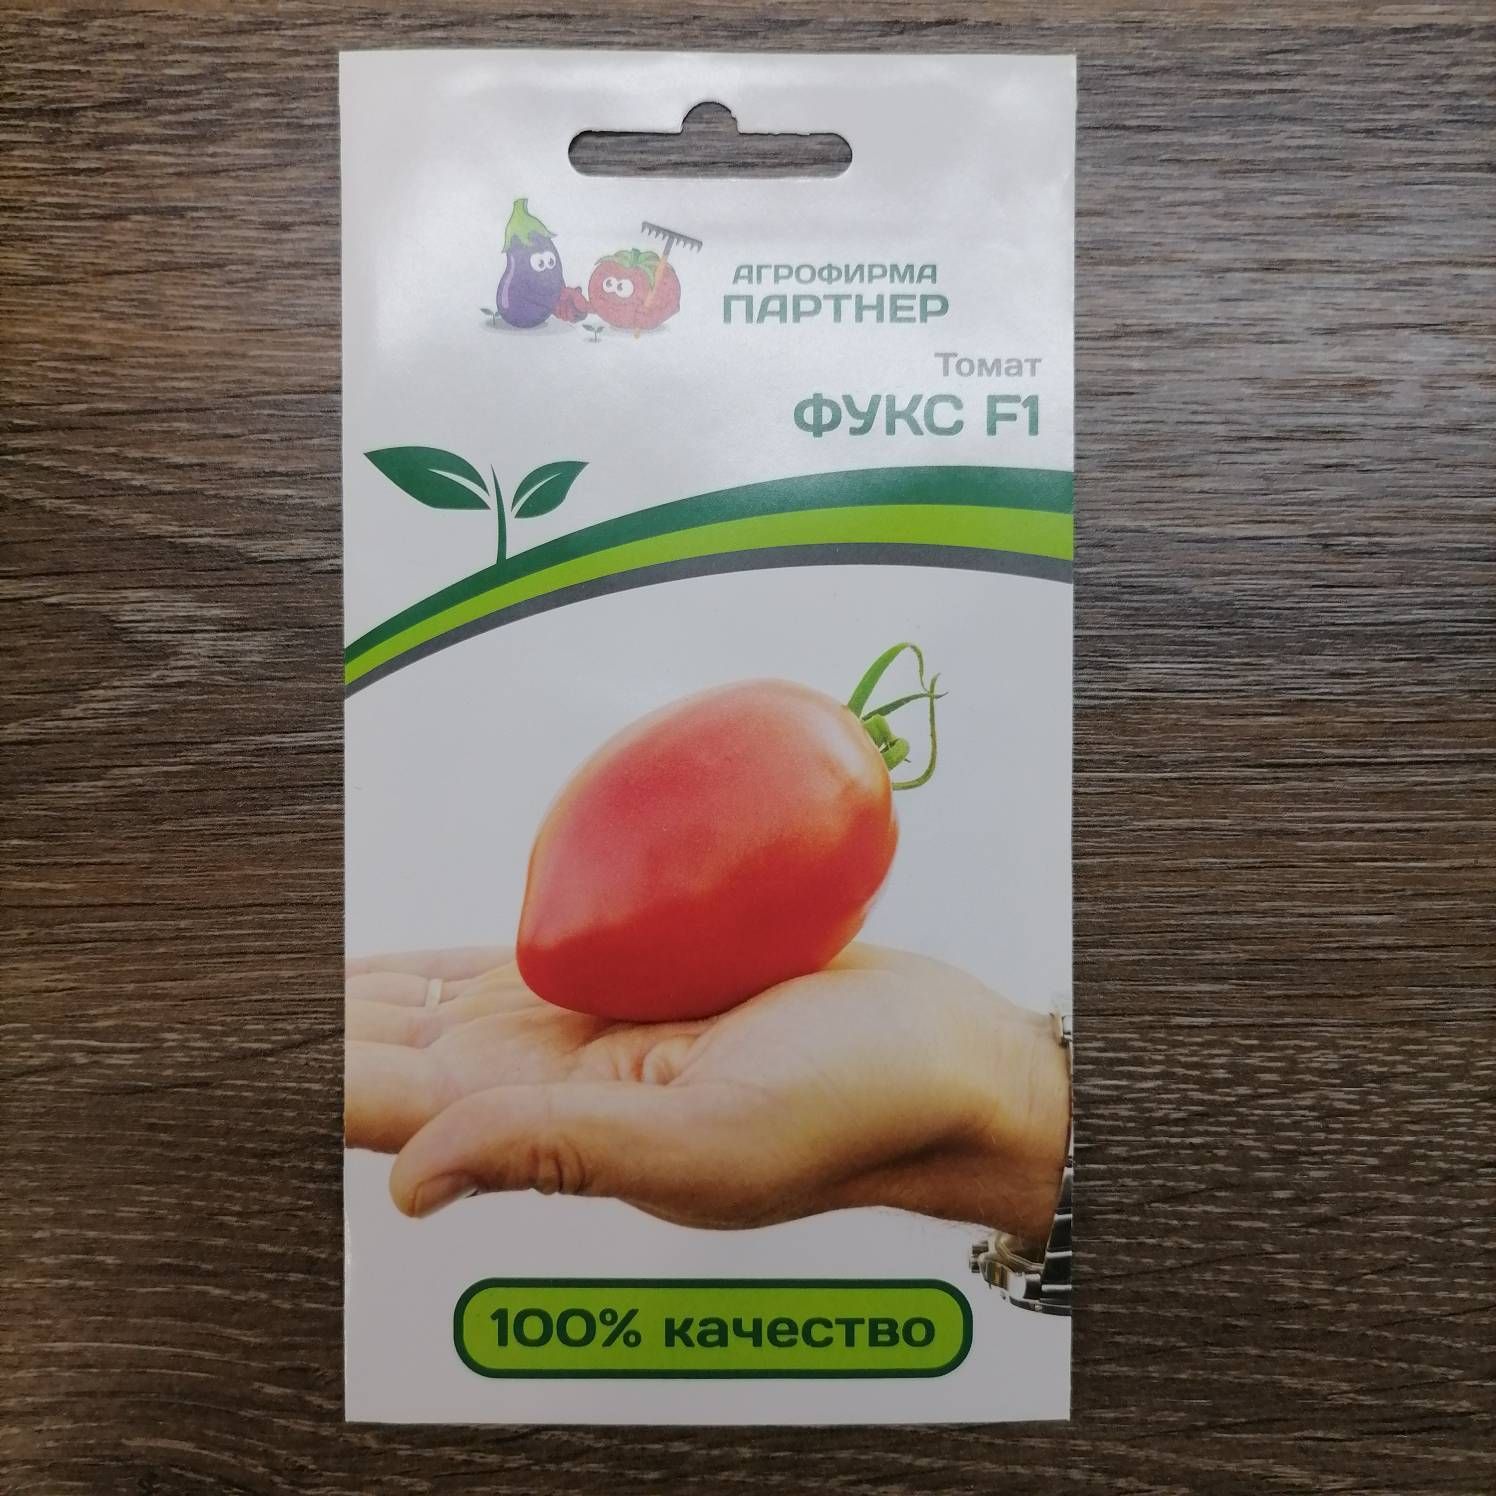 АГРОФИРМА
ПАРТНЕР
Томат
ФУКС F1
100% качество